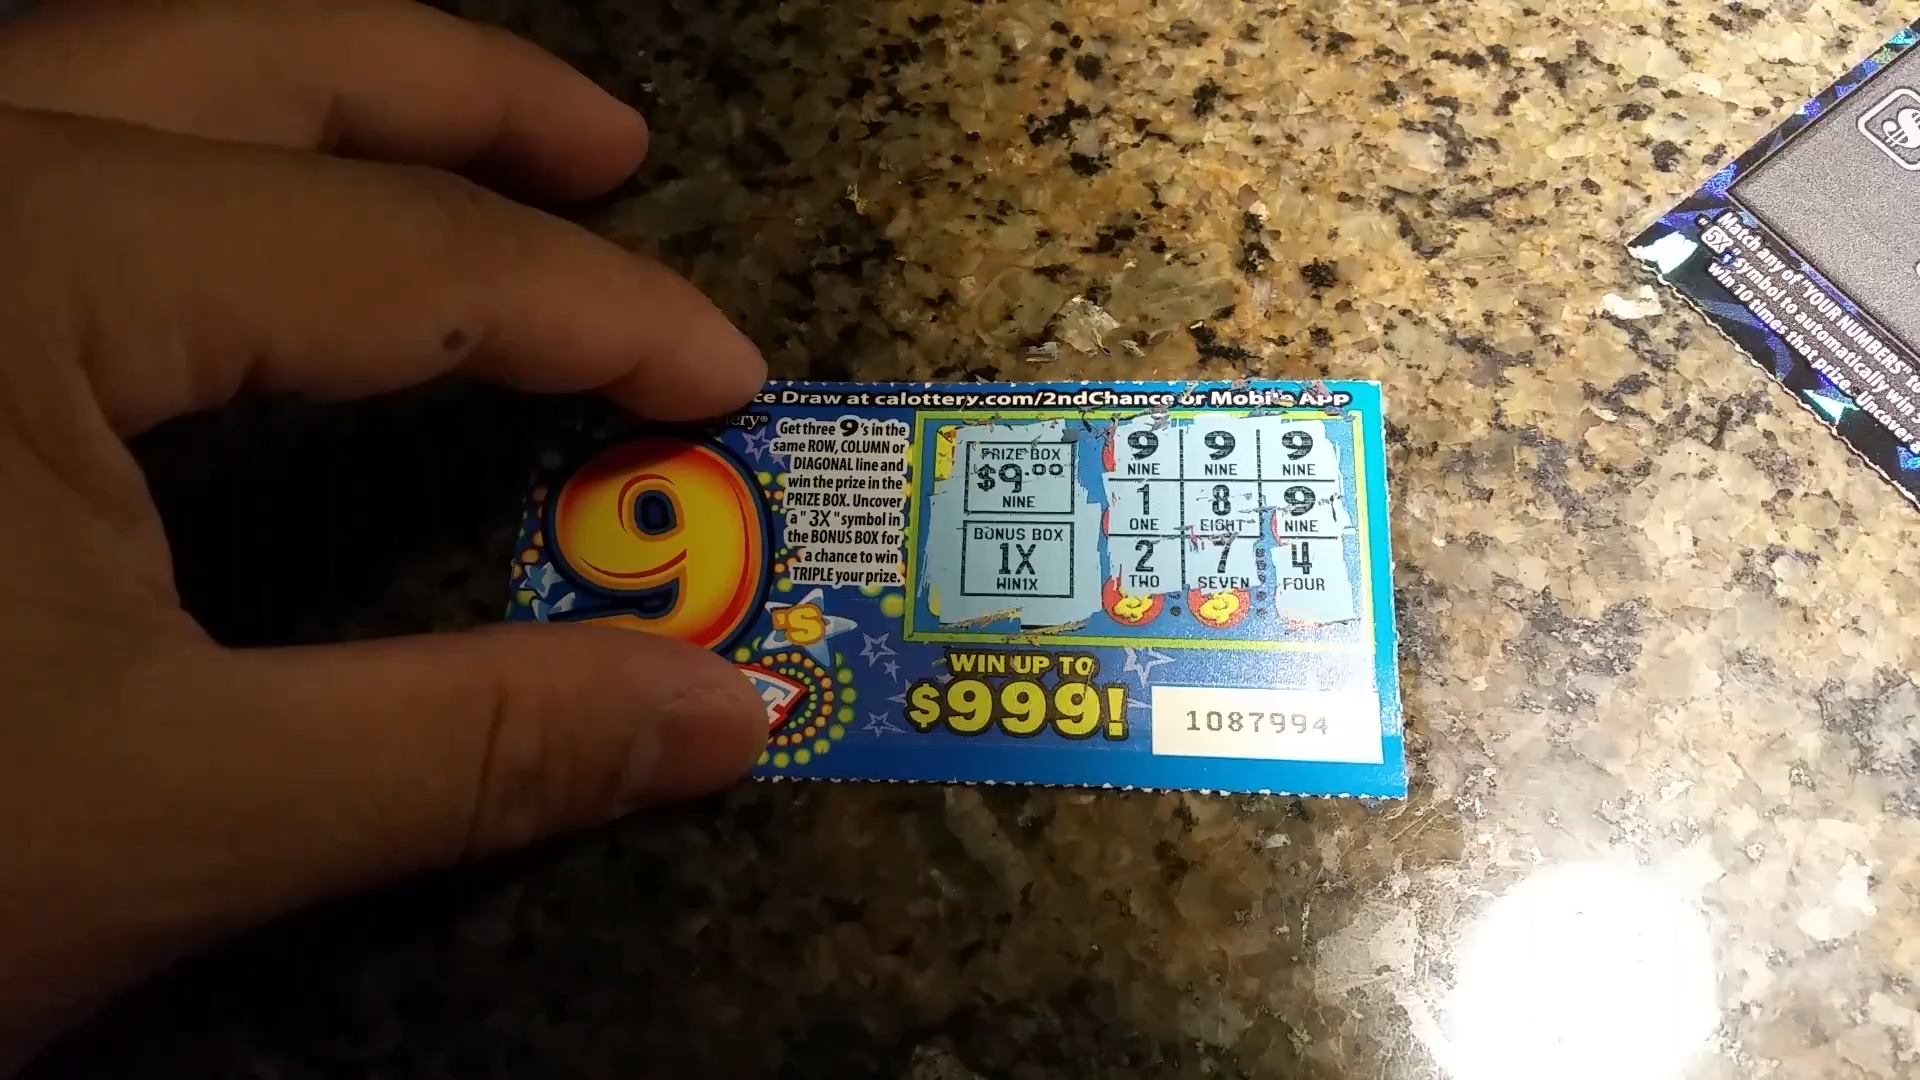 ce Draw at calottery.com/2ndChance or Mobile App
ery®
Get three 9's in the
same ROW, COLUMN or
DIAGONAL line and
win the prize in the
PRIZE BOX. Uncover
a "3X" symbol in
the BONUS BOX for
a chance to win
TRIPLE your prize.
9
'S
PRIZE BOX
$9.00
NINE
BONUS BOX
1X
WIN1X
9 9 9
NINE NINE NINE
1 8 9
ONE EIGHT NINE
2 7 4
TWO SEVEN FOUR
WIN UP TO
$999!
1087994
$
Match any of "YOUR NUMBERS" to
"5X" symbol to automatically win 5
win 10 times that prize. Uncover